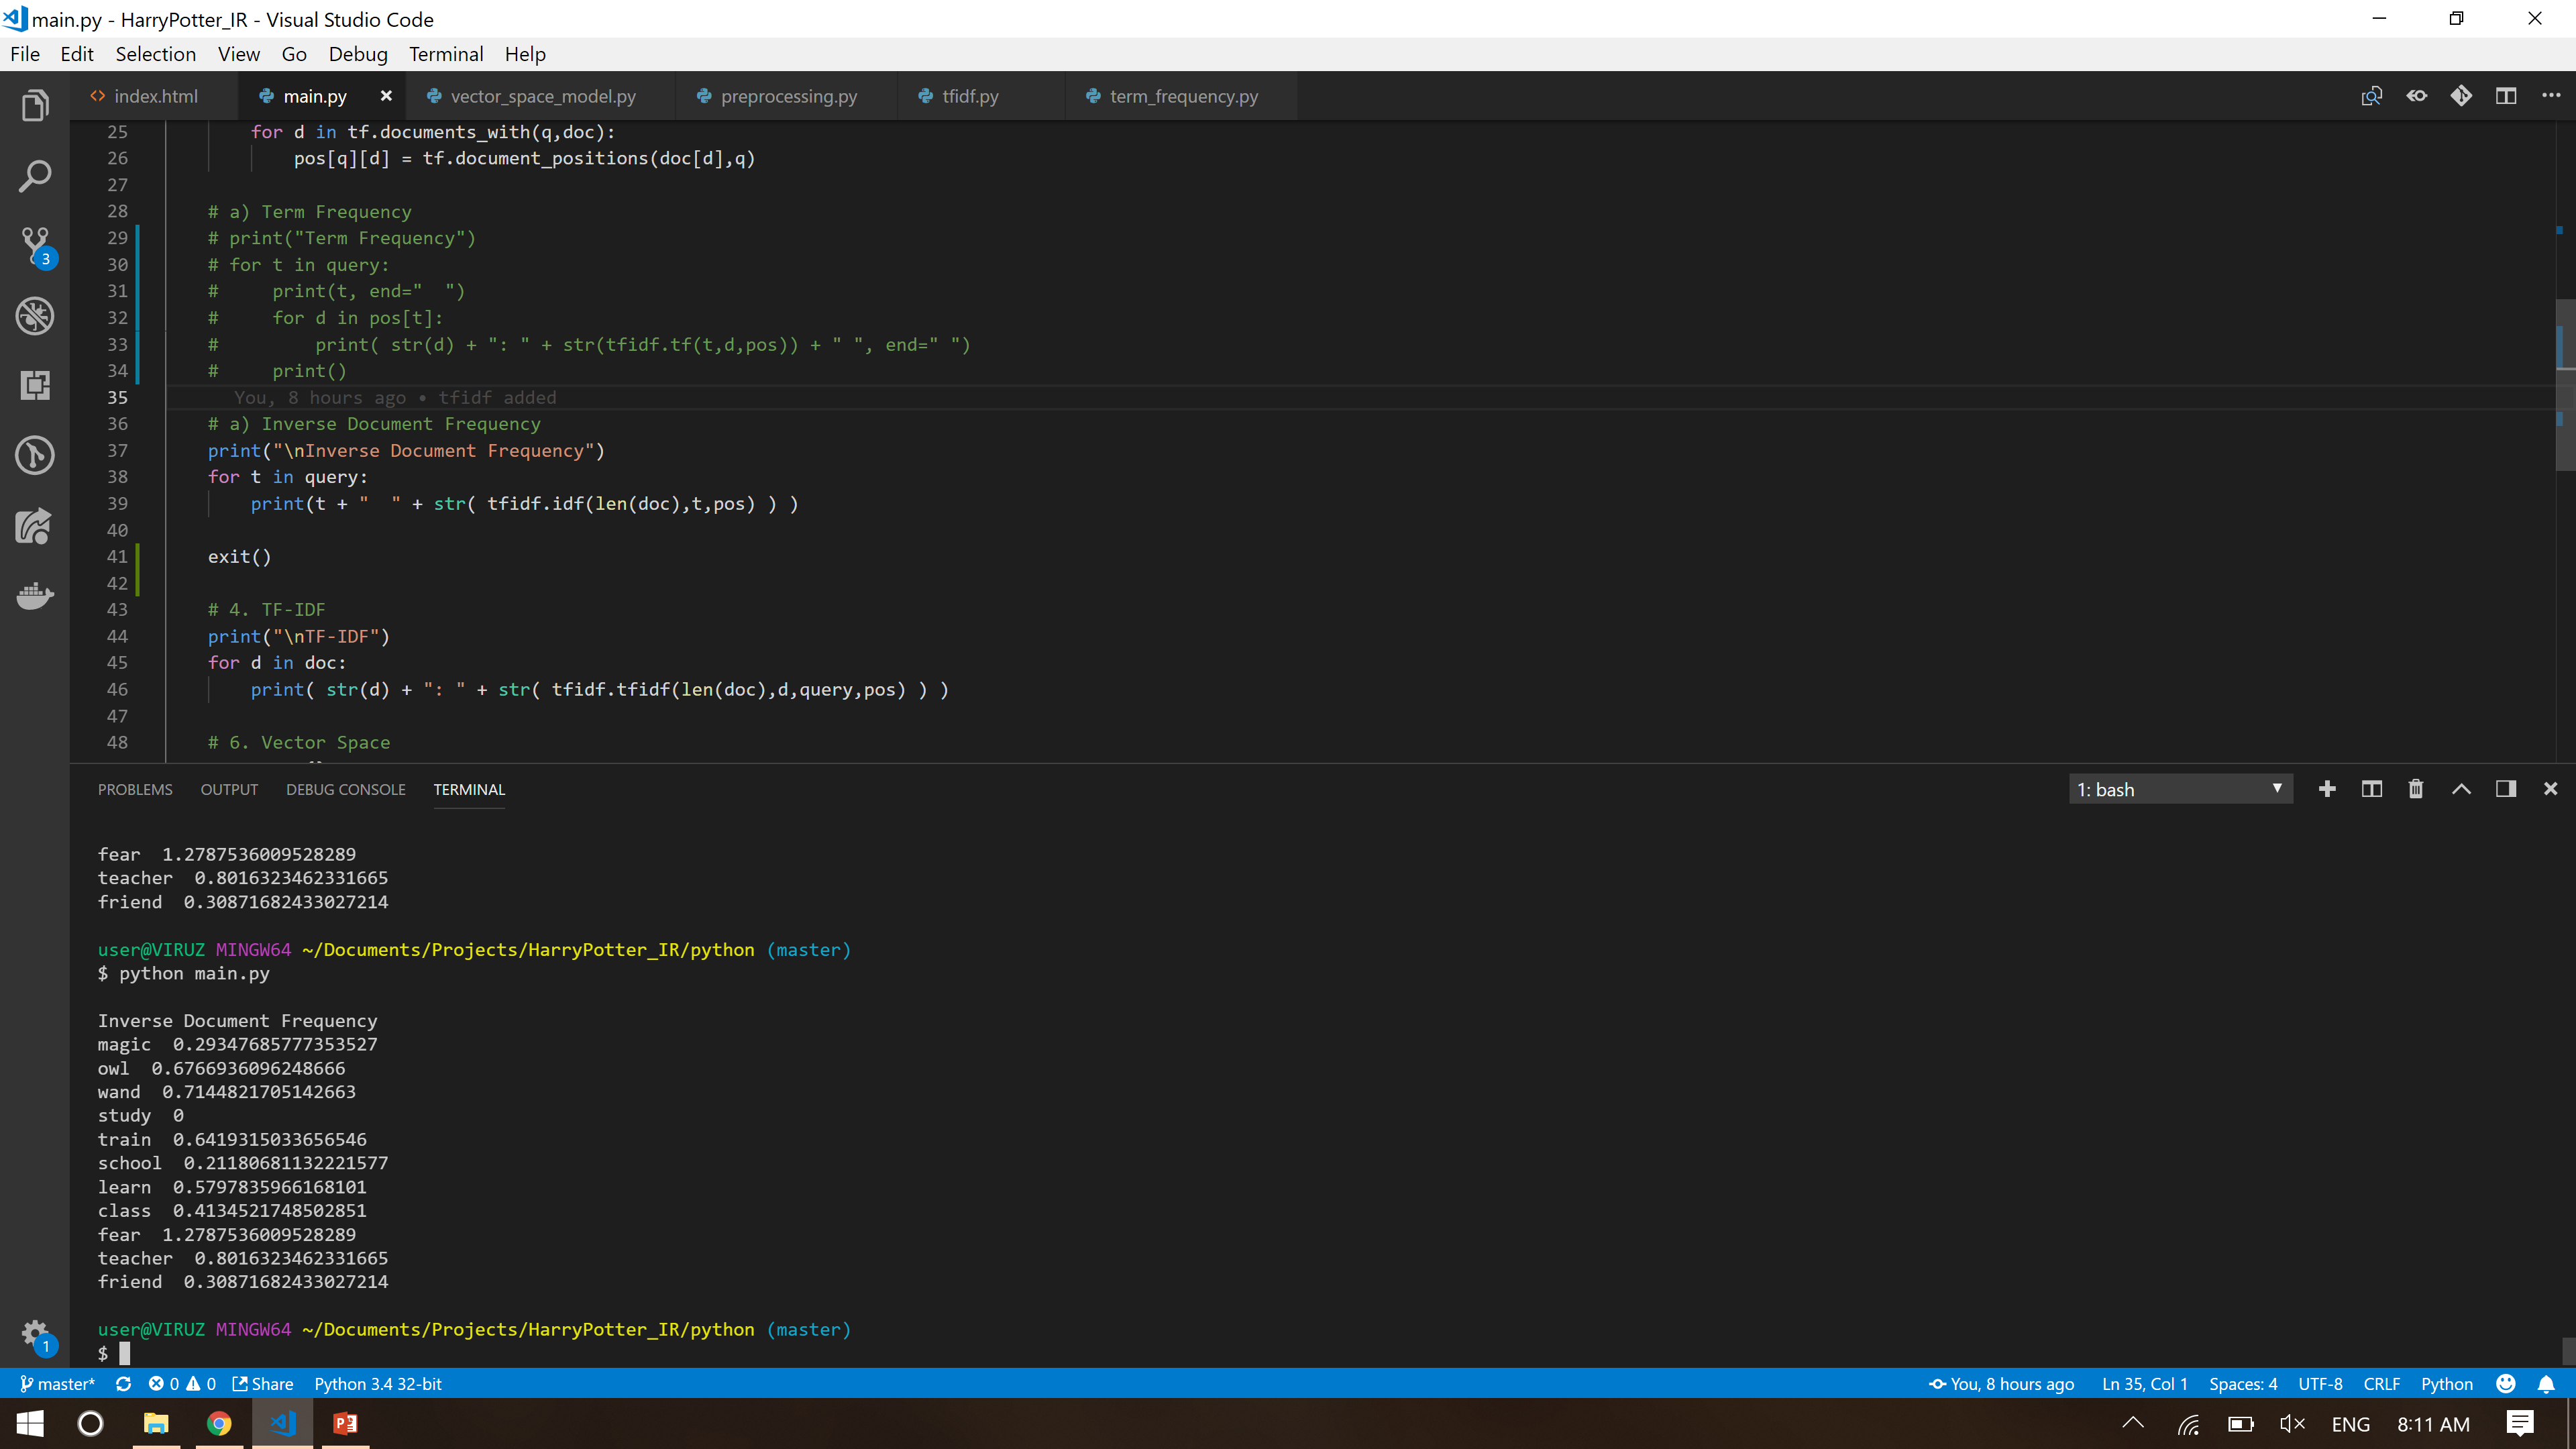 main.py - HarryPotter_IR - Visual Studio Code
File Edit Selection View Go Debug Terminal Help
index.html main.py vector_space_model.py preprocessing.py tfidf.py term_frequency.py
25 for d in tf.documents_with(q,doc):
26 pos[q][d] = tf.document_positions(doc[d],q)
27
28 # a) Term Frequency
29 # print("Term Frequency")
30 # for t in query:
31 #     print(t, end="  ")
32 #     for d in pos[t]:
33 #         print( str(d) + ": " + str(tfidf.tf(t,d,pos)) + " ", end=" ")
34 #     print()
35 You, 8 hours ago • tfidf added
36 # a) Inverse Document Frequency
37 print("\nInverse Document Frequency")
38 for t in query:
39     print(t + "  " + str( tfidf.idf(len(doc),t,pos) ) )
40
41 exit()
42
43 # 4. TF-IDF
44 print("\nTF-IDF")
45 for d in doc:
46     print( str(d) + ": " + str( tfidf.tfidf(len(doc),d,query,pos) ) )
47
48 # 6. Vector Space
PROBLEMS OUTPUT DEBUG CONSOLE TERMINAL 1: bash
fear  1.2787536009528289
teacher  0.8016323462331665
friend  0.30871682433027214
user@VIRUZ MINGW64 ~/Documents/Projects/HarryPotter_IR/python (master)
$ python main.py
Inverse Document Frequency
magic  0.29347685777353527
owl  0.6766936096248666
wand  0.7144821705142663
study  0
train  0.6419315033656546
school  0.21180681132221577
learn  0.5797835966168101
class  0.4134521748502851
fear  1.2787536009528289
teacher  0.8016323462331665
friend  0.30871682433027214
user@VIRUZ MINGW64 ~/Documents/Projects/HarryPotter_IR/python (master)
$
3
1
master* 0 0 Share Python 3.4 32-bit You, 8 hours ago Ln 35, Col 1 Spaces: 4 UTF-8 CRLF Python
ENG 8:11 AM